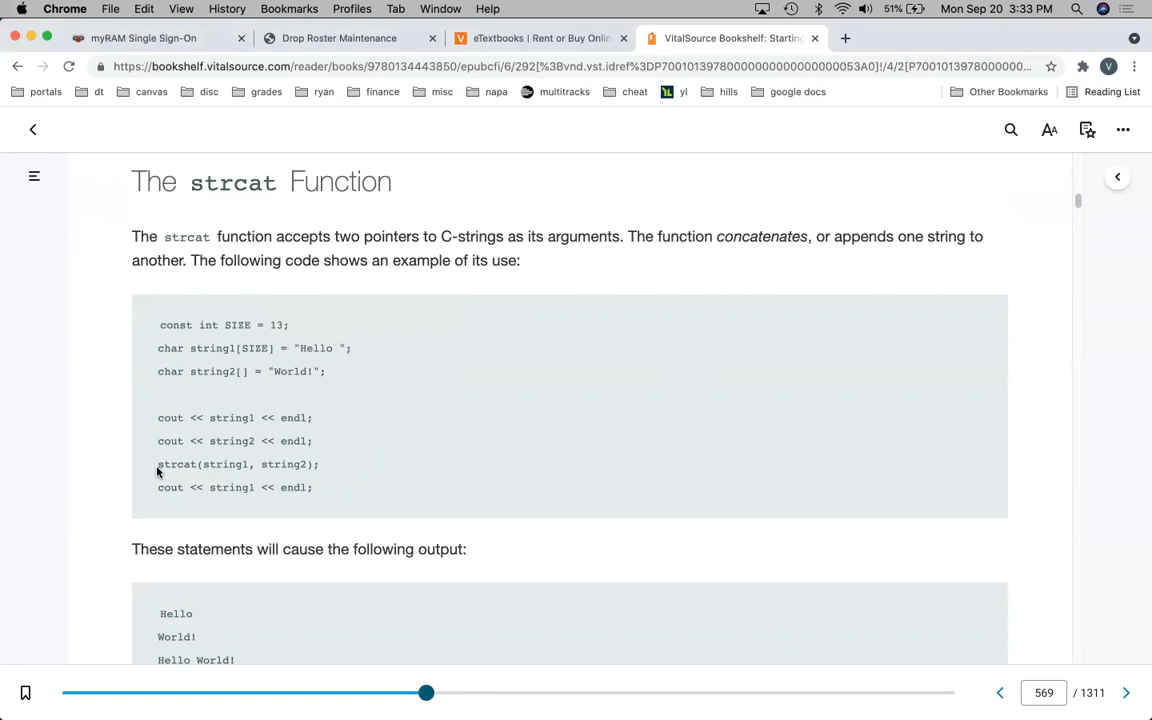 Chrome File Edit View History Bookmarks Profiles Tab Window Help 51% Mon Sep 20 3:33 PM
myRAM Single Sign-On Drop Roster Maintenance eTextbooks | Rent or Buy Onlin VitalSource Bookshelf: Starting
https://bookshelf.vitalsource.com/reader/books/9780134443850/epubcfi/6/292[%3Bvnd.vst.idref%3DP70010139780000000000000000053A0]!/4/2[P7001013978000000...
portals dt canvas disc grades ryan finance misc napa multitracks cheat yl hills google docs Other Bookmarks Reading List
The strcat Function
The strcat function accepts two pointers to C-strings as its arguments. The function concatenates, or appends one string to
another. The following code shows an example of its use:
const int SIZE = 13;
char string1[SIZE] = "Hello ";
char string2[] = "World!";
cout << string1 << endl;
cout << string2 << endl;
strcat(string1, string2);
cout << string1 << endl;
These statements will cause the following output:
Hello
World!
Hello World!
569 / 1311